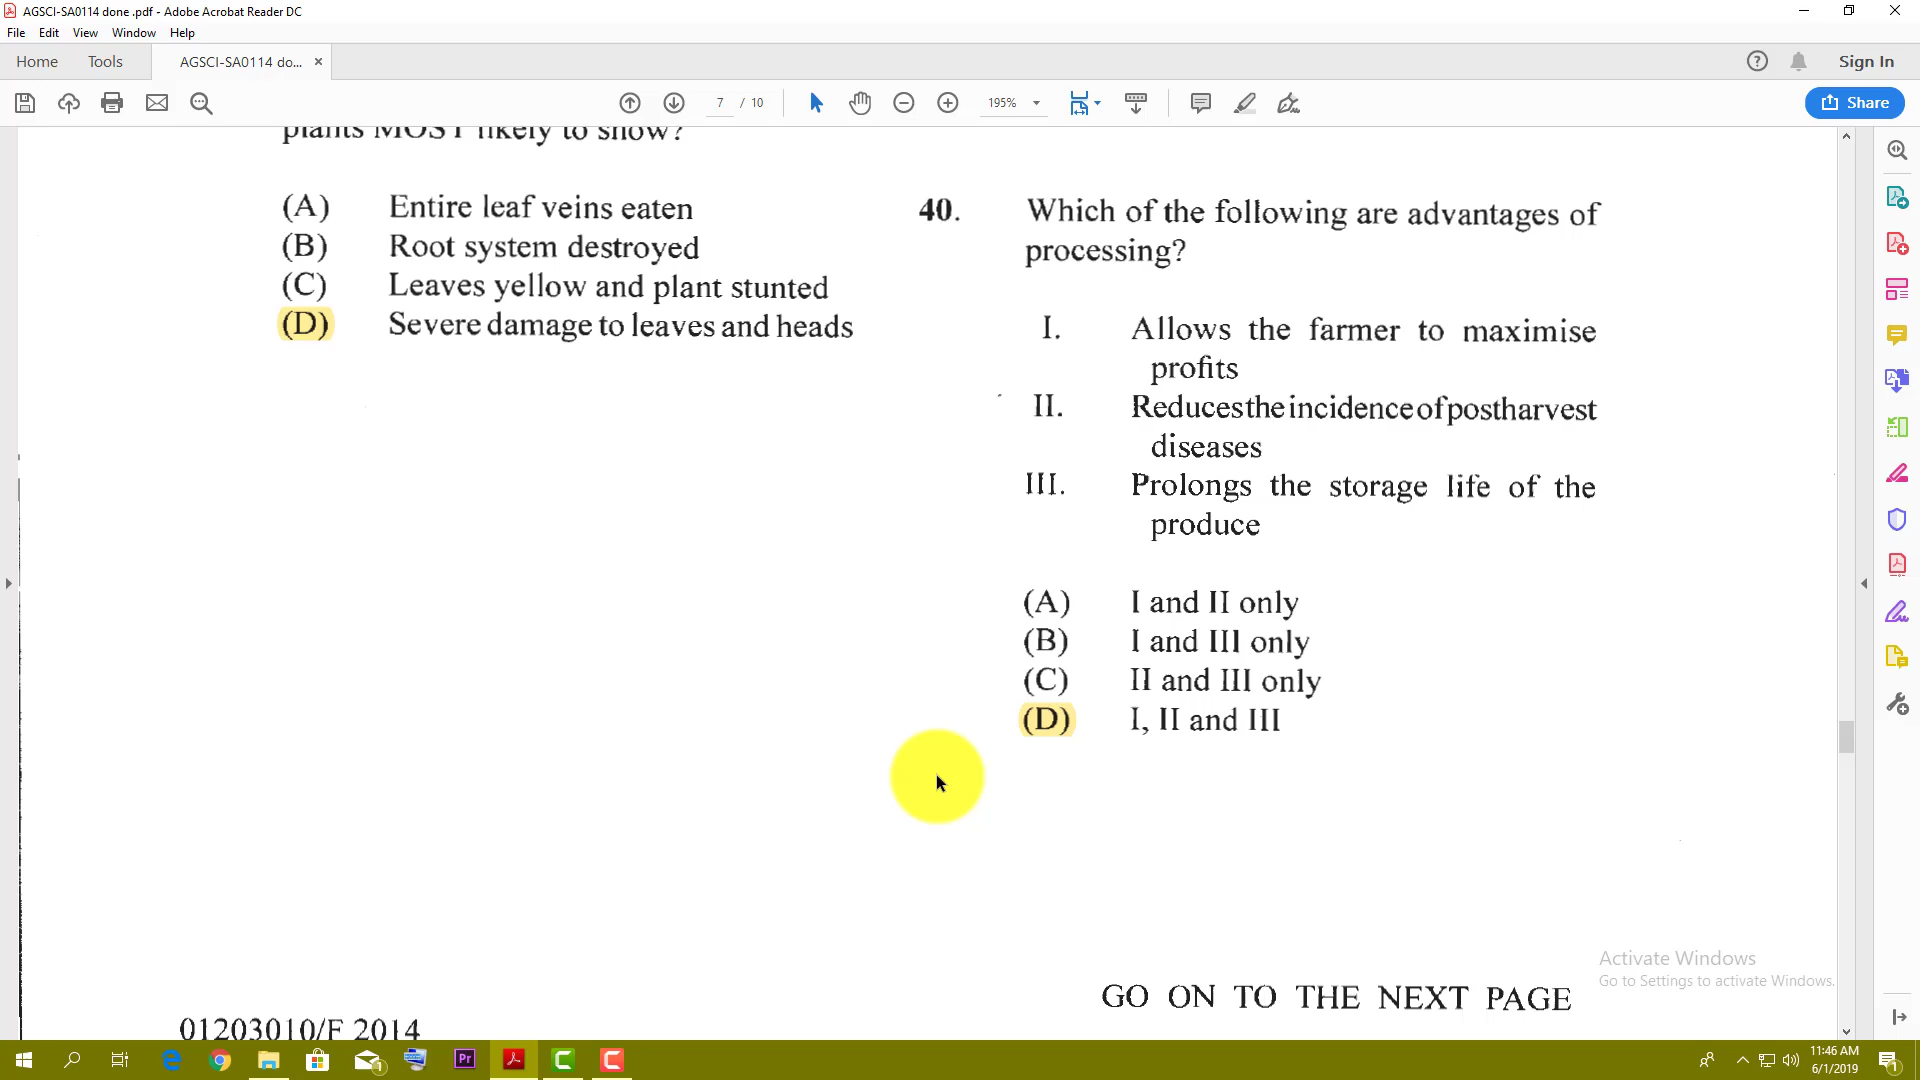 AGSCI-SA0114 done .pdf - Adobe Acrobat Reader DC
File Edit View Window Help
Home Tools AGSCI-SA0114 do... × Sign In
7 / 10 195% Share
plants MOST likely to show?
(A) Entire leaf veins eaten
(B) Root system destroyed
(C) Leaves yellow and plant stunted
(D) Severe damage to leaves and heads
40. Which of the following are advantages of
processing?
I. Allows the farmer to maximise
profits
II. Reduces the incidence of postharvest
diseases
III. Prolongs the storage life of the
produce
(A) I and II only
(B) I and III only
(C) II and III only
(D) I, II and III
Activate Windows
Go to Settings to activate Windows.
GO ON TO THE NEXT PAGE
01203010/F 2014
11:46 AM
6/1/2019